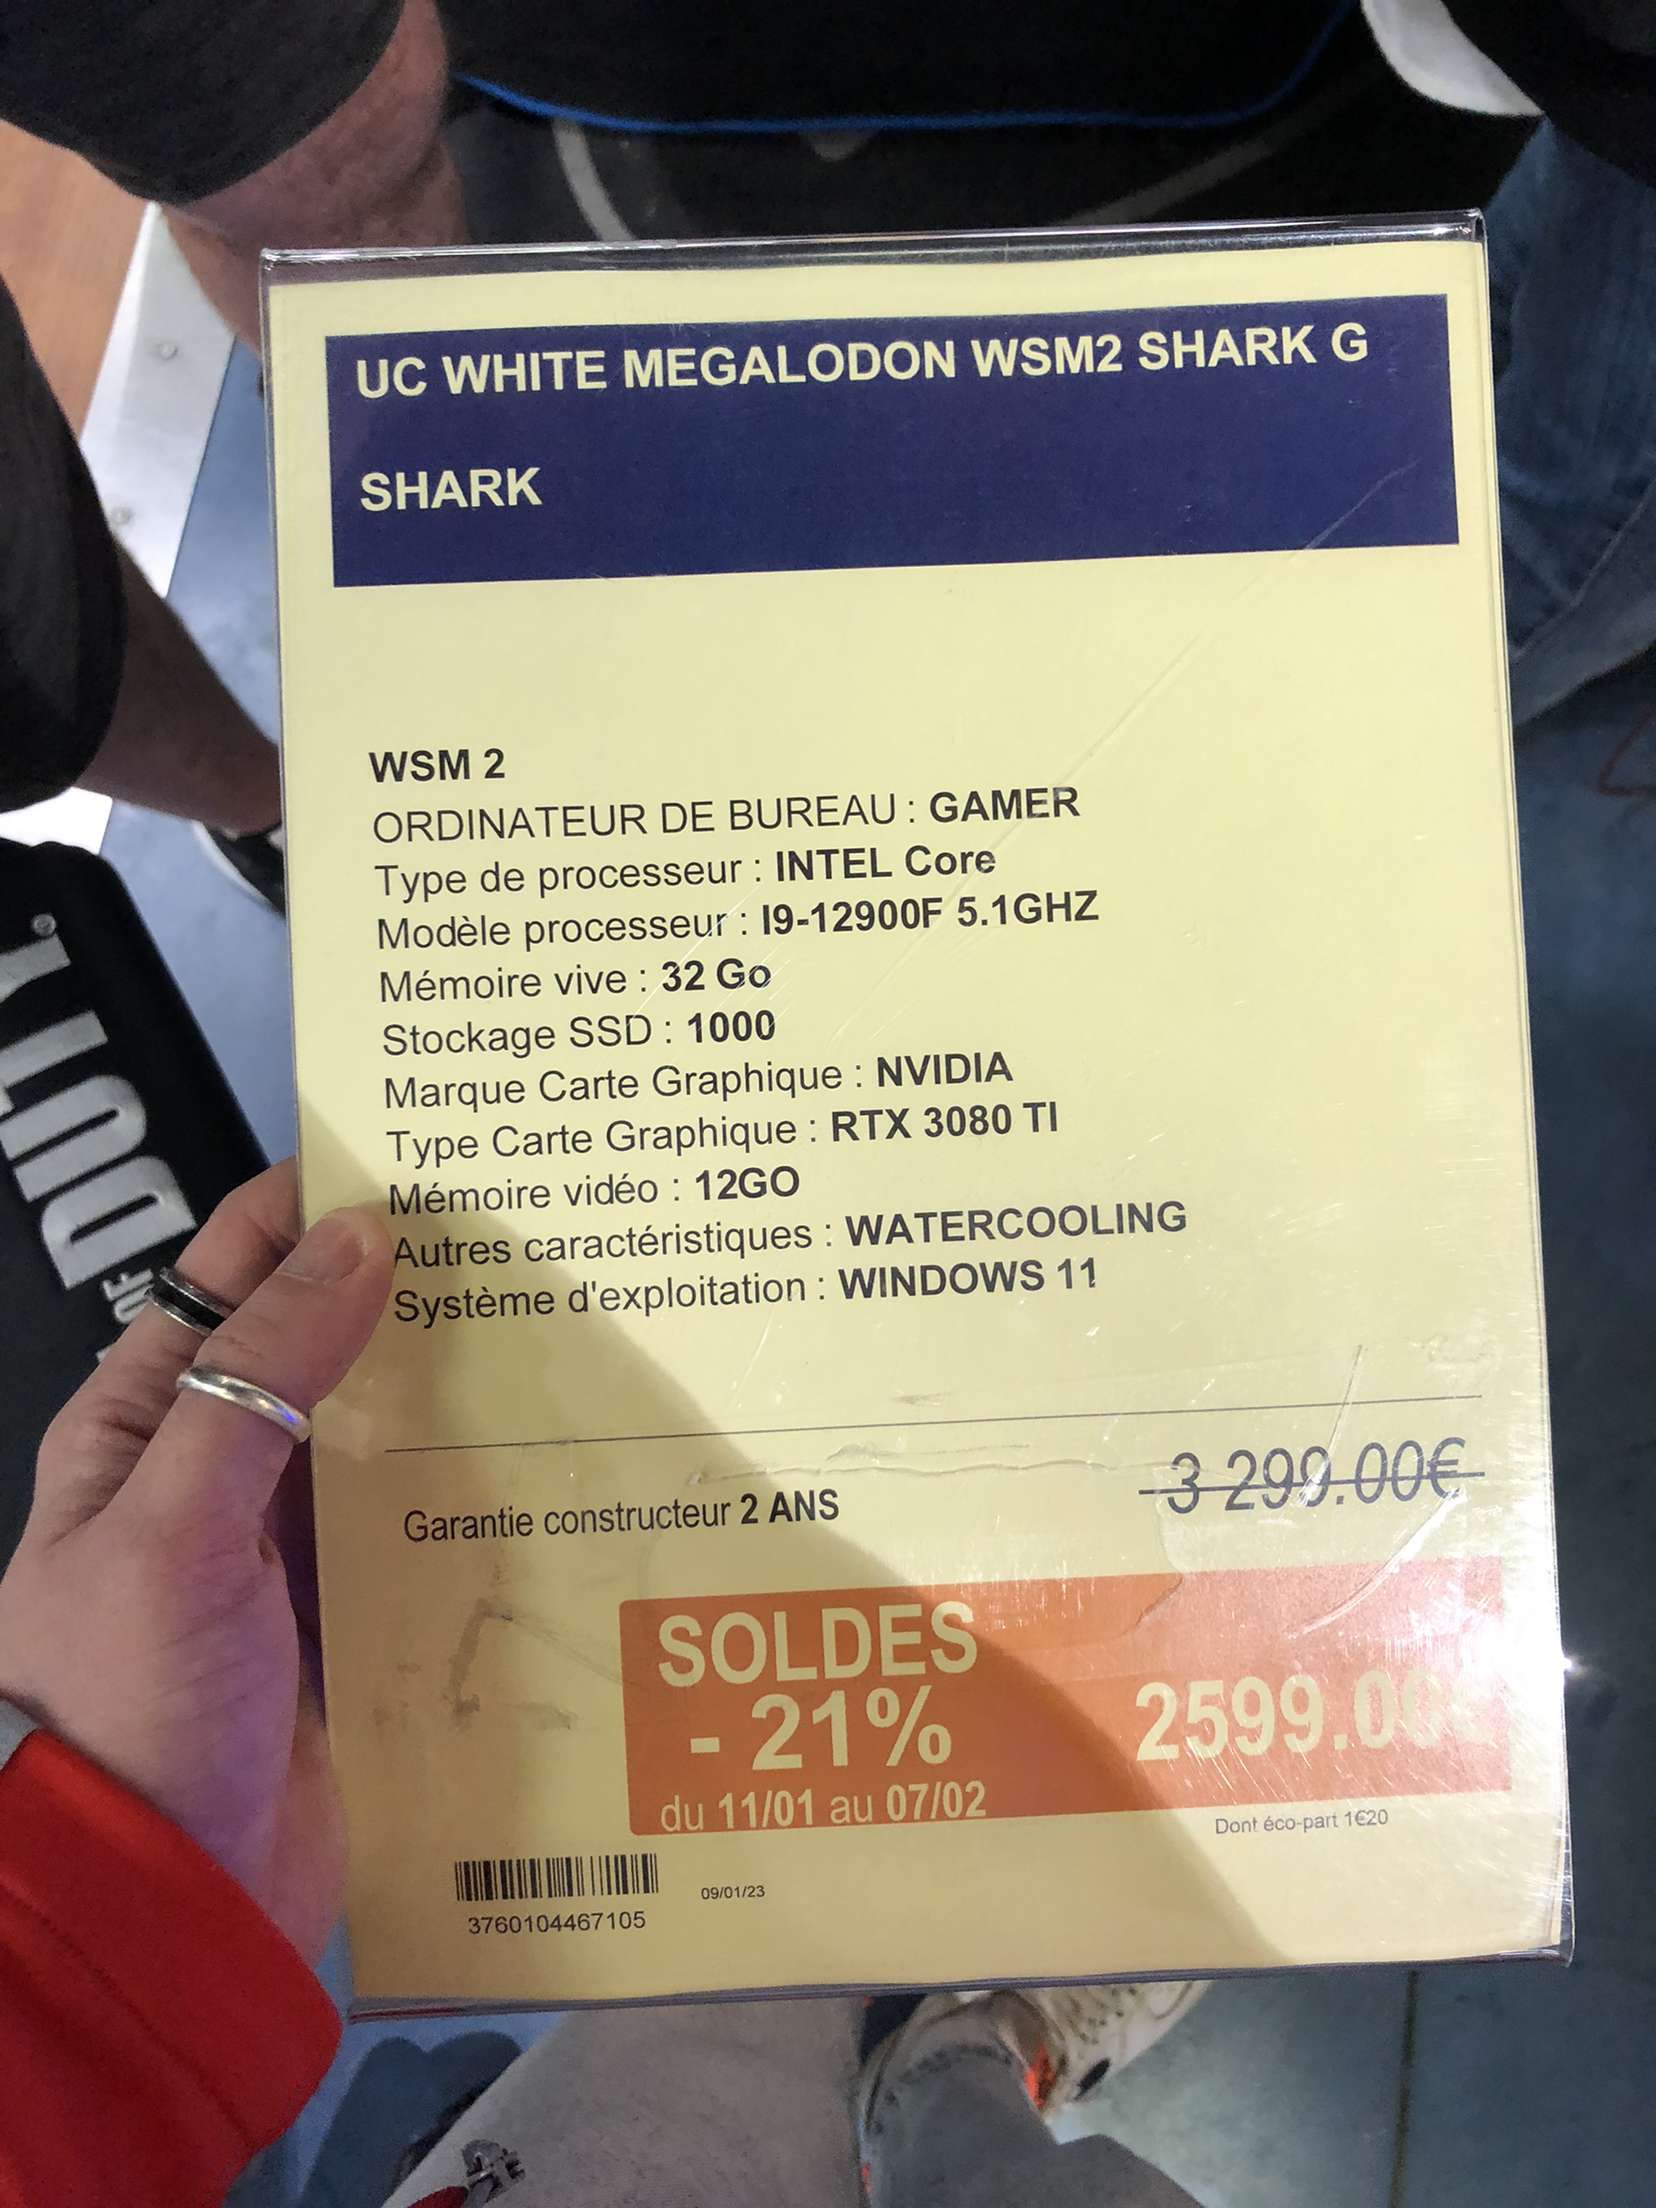 UC WHITE MEGALODON WSM2 SHARK G
SHARK
WSM 2
ORDINATEUR DE BUREAU : GAMER
Type de processeur : INTEL Core
Modèle processeur : I9-12900F 5.1GHZ
Mémoire vive : 32 Go
Stockage SSD : 1000
Marque Carte Graphique : NVIDIA
Type Carte Graphique : RTX 3080 TI
Mémoire vidéo : 12GO
Autres caractéristiques : WATERCOOLING
Système d'exploitation : WINDOWS 11
Garantie constructeur 2 ANS
3 299.00€
SOLDES
- 21%
du 11/01 au 07/02
2599.00€
Dont éco-part 1€20
3760104467105
09/01/23
OF